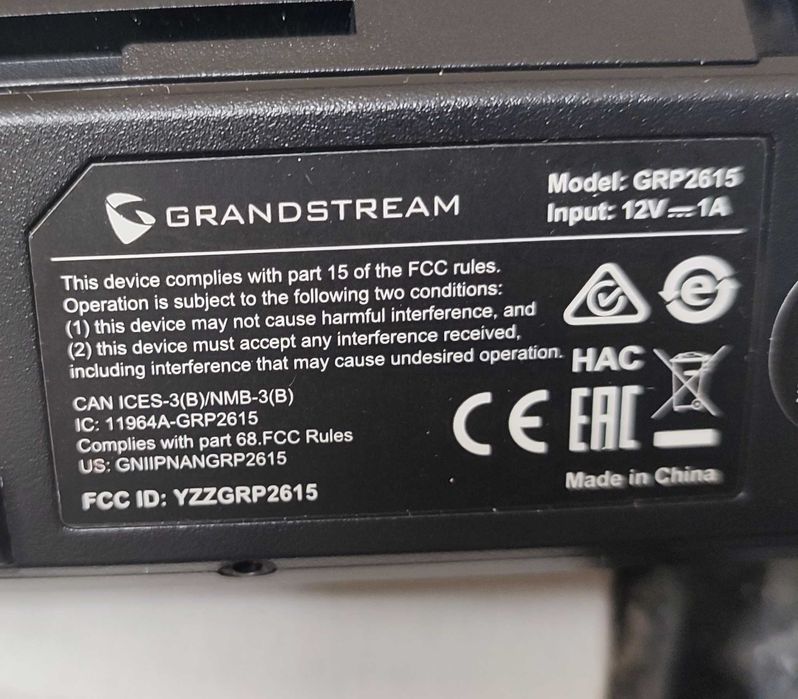 GRANDSTREAM
Model: GRP2615
Input: 12V⎓1A
This device complies with part 15 of the FCC rules.
Operation is subject to the following two conditions:
(1) this device may not cause harmful interference, and
(2) this device must accept any interference received,
including interference that may cause undesired operation.
HAC
CAN ICES-3(B)/NMB-3(B)
IC: 11964A-GRP2615
Complies with part 68.FCC Rules
US: GNIIPNANGRP2615
CE EAC
FCC ID: YZZGRP2615
Made in China